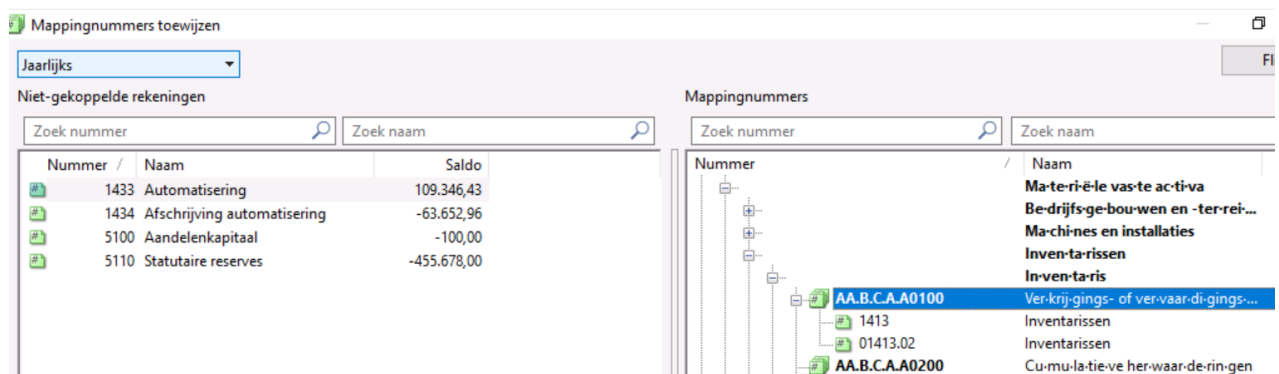 Mappingnummers toewijzen
Jaarlijks
Niet-gekoppelde rekeningen
Zoek nummer Zoek naam
Nummer / Naam Saldo
1433 Automatisering 109.346,43
1434 Afschrijving automatisering -63.652,96
5100 Aandelenkapitaal -100,00
5110 Statutaire reserves -455.678,00
Mappingnummers
Zoek nummer Zoek naam
Nummer / Naam
Ma·te·ri·ë·le vas·te ac·ti·va
Be·drijfs·ge·bou·wen en -ter·rei·...
Ma·chi·nes en installaties
Inven·ta·rissen
In·ven·ta·ris
AA.B.C.A.A0100 Ver·krij·gings- of ver·vaar·di·gings·...
1413 Inventarissen
01413.02 Inventarissen
AA.B.C.A.A0200 Cu·mu·la·tie·ve her·waar·de·rin·gen